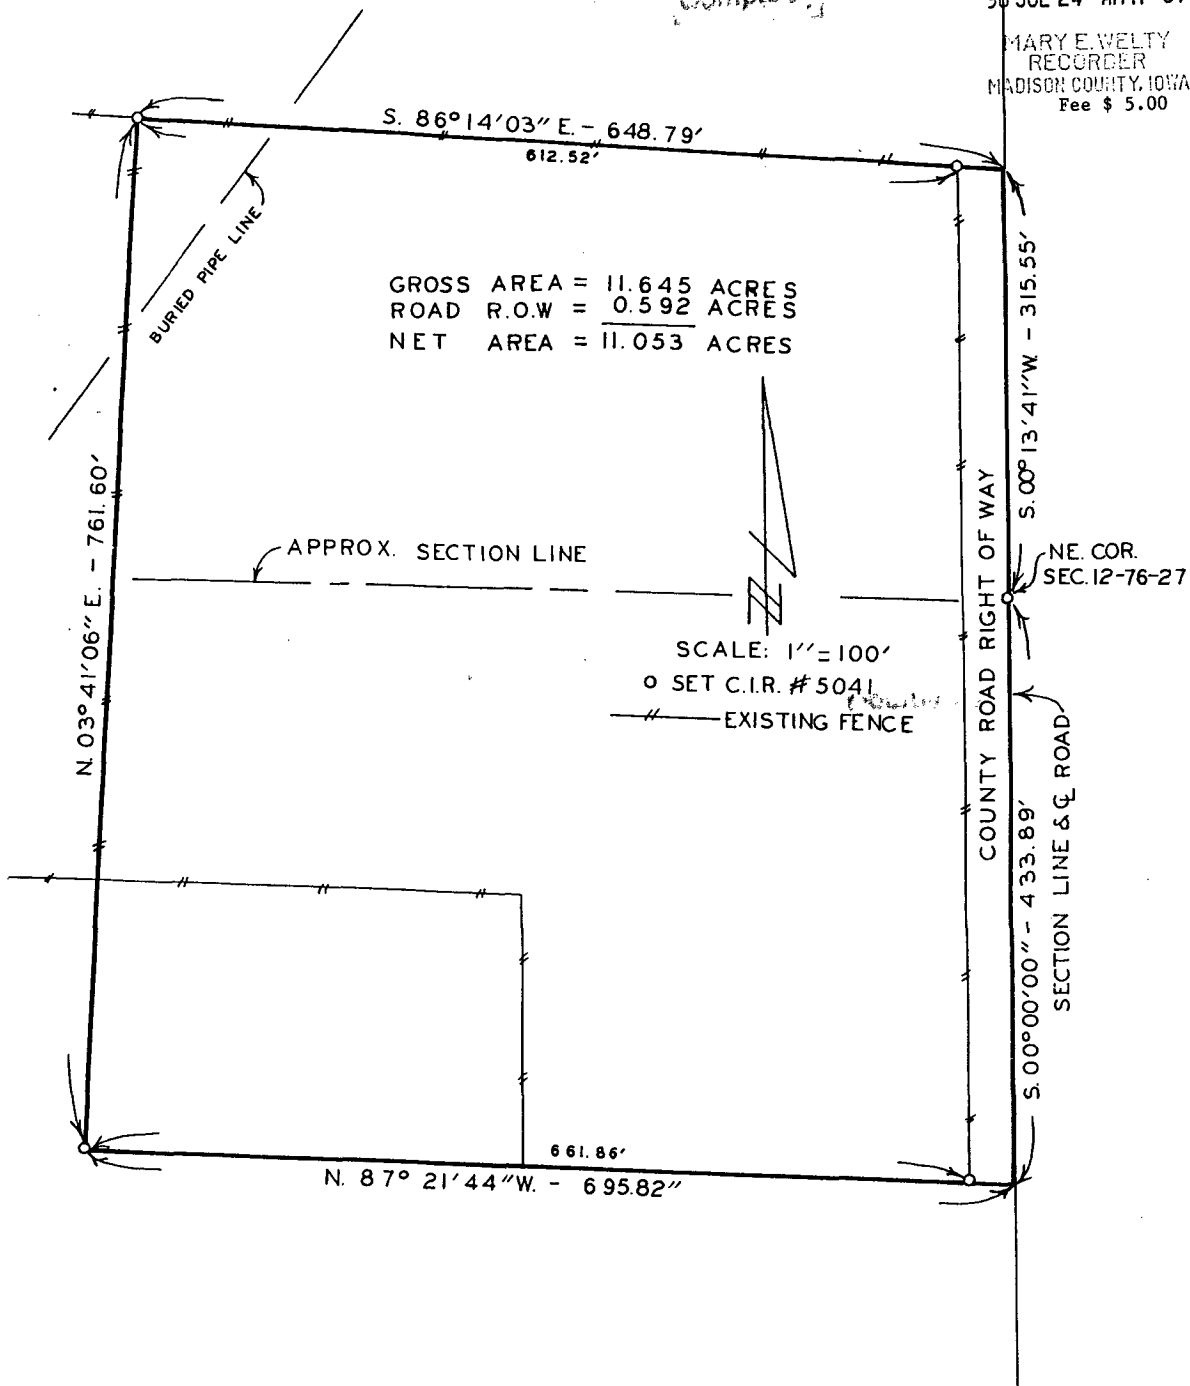 MARY E. WELTY
RECORDER
MADISON COUNTY, IOWA
Fee $ 5.00
S. 86°14'03" E. - 648.79'
612.52'
BURIED PIPE LINE
GROSS AREA = 11.645 ACRES
ROAD R.O.W = 0.592 ACRES
NET AREA = 11.053 ACRES
S. 00°13'41" W. - 315.55'
N. 03°41'06" E. - 761.60'
APPROX. SECTION LINE
COUNTY ROAD RIGHT OF WAY
NE. COR.
SEC. 12-76-27
N
SCALE: 1" = 100'
O SET C.I.R. # 5041
EXISTING FENCE
S. 00°00'00" - 433.89'
SECTION LINE & ℄ ROAD
661.86'
N. 87° 21'44" W. - 695.82"